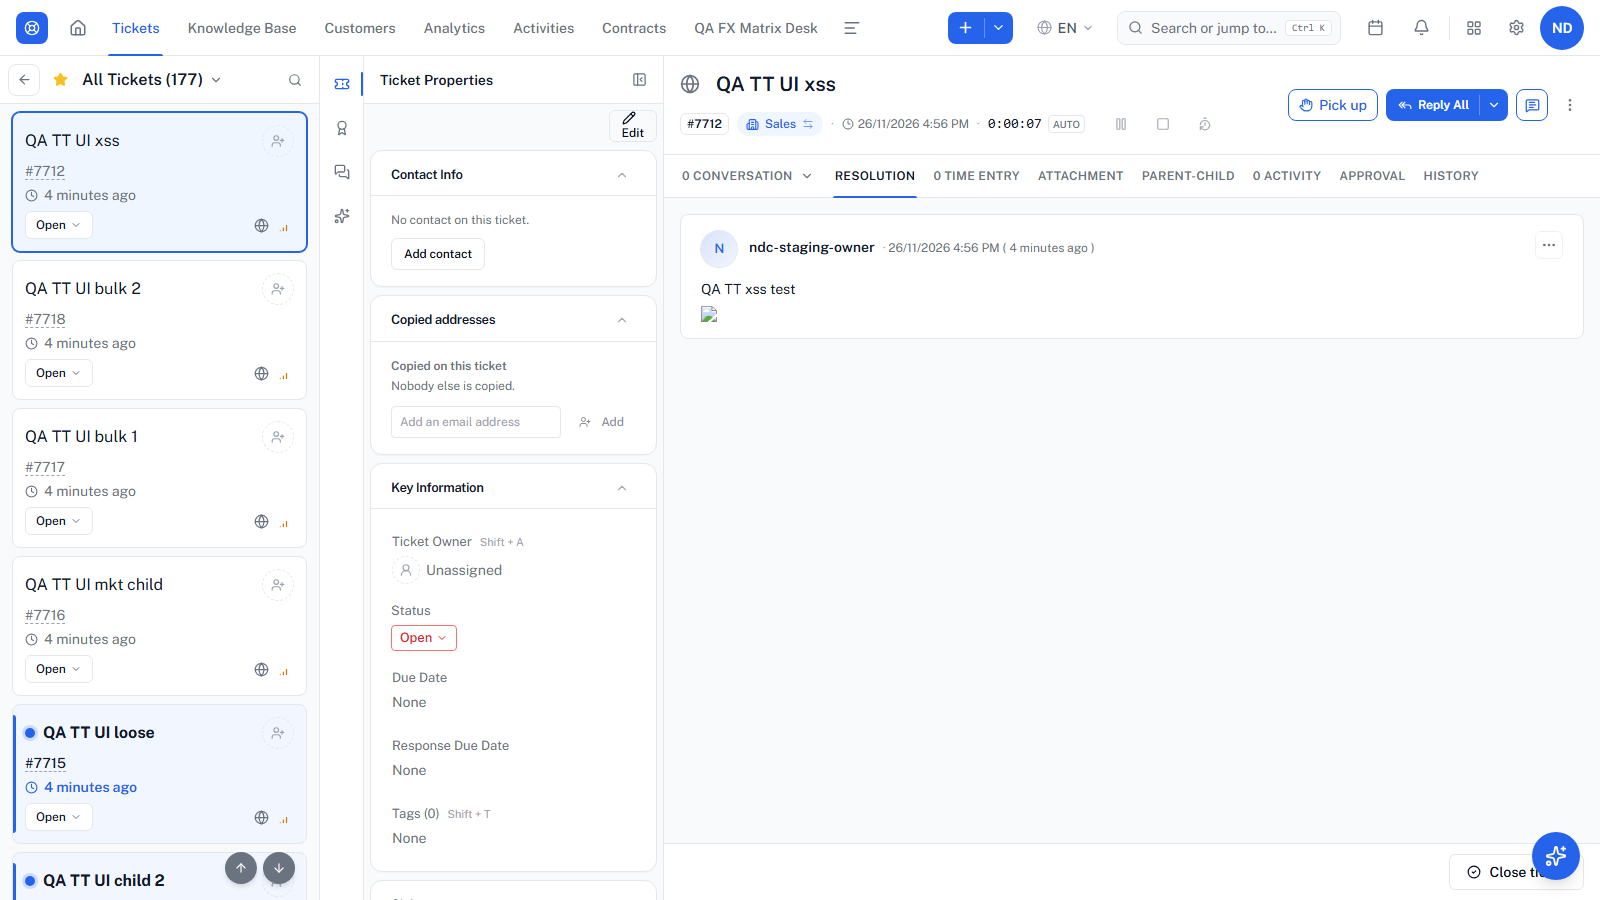 Tickets
Knowledge Base
Customers
Analytics
Activities
Contracts
QA FX Matrix Desk
EN
Search or jump to...
Ctrl K
ND
All Tickets (177)
QA TT UI xss
#7712
4 minutes ago
Open
QA TT UI bulk 2
#7718
4 minutes ago
Open
QA TT UI bulk 1
#7717
4 minutes ago
Open
QA TT UI mkt child
#7716
4 minutes ago
Open
QA TT UI loose
#7715
4 minutes ago
Open
QA TT UI child 2
Ticket Properties
Edit
Contact Info
No contact on this ticket.
Add contact
Copied addresses
Copied on this ticket
Nobody else is copied.
Add an email address
Add
Key Information
Ticket Owner Shift + A
Unassigned
Status
Open
Due Date
None
Response Due Date
None
Tags (0) Shift + T
None
QA TT UI xss
#7712
Sales
· 26/11/2026 4:56 PM · 0:00:07 AUTO
Pick up
Reply All
0 CONVERSATION
RESOLUTION
0 TIME ENTRY
ATTACHMENT
PARENT-CHILD
0 ACTIVITY
APPROVAL
HISTORY
N
ndc-staging-owner · 26/11/2026 4:56 PM ( 4 minutes ago )
QA TT xss test
Close